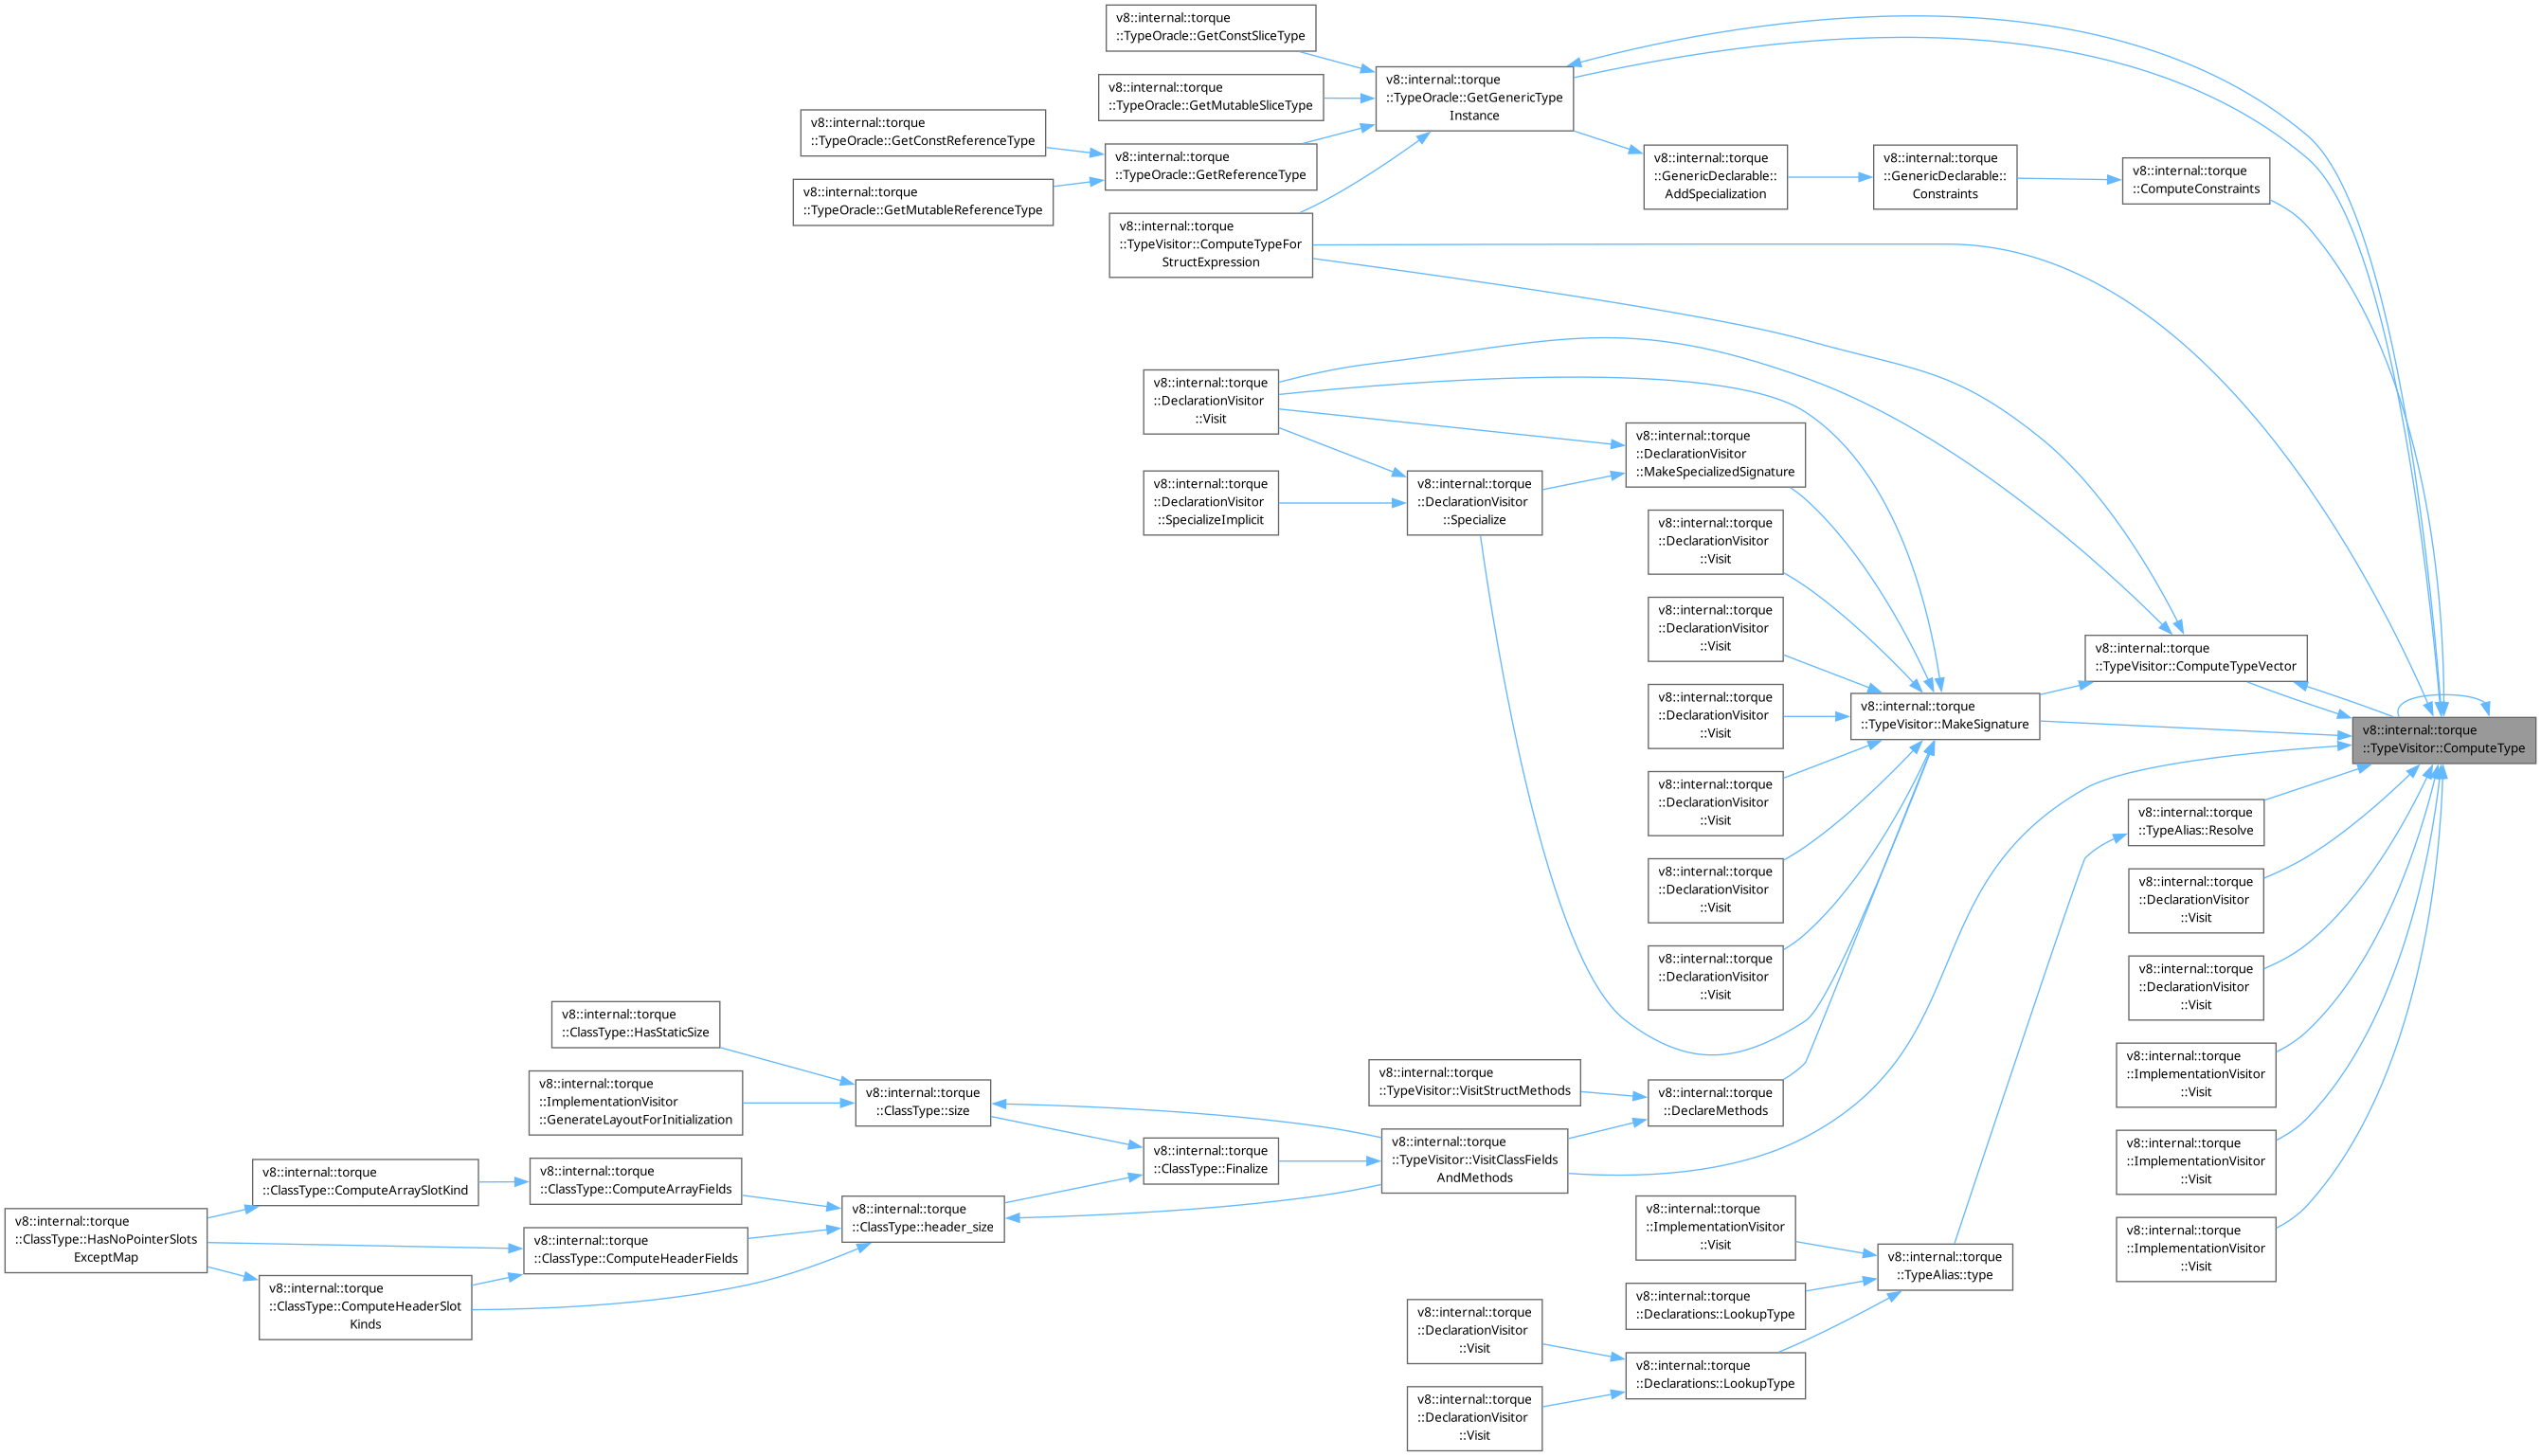 v8::internal::torque
::TypeOracle::GetConstSliceType
v8::internal::torque
::TypeOracle::GetMutableSliceType
v8::internal::torque
::TypeOracle::GetGenericType
Instance
v8::internal::torque
::TypeOracle::GetConstReferenceType
v8::internal::torque
::TypeOracle::GetReferenceType
v8::internal::torque
::GenericDeclarable::
AddSpecialization
v8::internal::torque
::GenericDeclarable::
Constraints
v8::internal::torque
::ComputeConstraints
v8::internal::torque
::TypeOracle::GetMutableReferenceType
v8::internal::torque
::TypeVisitor::ComputeTypeFor
StructExpression
v8::internal::torque
::DeclarationVisitor
::Visit
v8::internal::torque
::DeclarationVisitor
::MakeSpecializedSignature
v8::internal::torque
::DeclarationVisitor
::SpecializeImplicit
v8::internal::torque
::DeclarationVisitor
::Specialize
v8::internal::torque
::DeclarationVisitor
::Visit
v8::internal::torque
::DeclarationVisitor
::Visit
v8::internal::torque
::TypeVisitor::ComputeTypeVector
v8::internal::torque
::DeclarationVisitor
::Visit
v8::internal::torque
::TypeVisitor::MakeSignature
v8::internal::torque
::TypeVisitor::ComputeType
v8::internal::torque
::DeclarationVisitor
::Visit
v8::internal::torque
::TypeAlias::Resolve
v8::internal::torque
::DeclarationVisitor
::Visit
v8::internal::torque
::DeclarationVisitor
::Visit
v8::internal::torque
::DeclarationVisitor
::Visit
v8::internal::torque
::DeclarationVisitor
::Visit
v8::internal::torque
::ClassType::HasStaticSize
v8::internal::torque
::ImplementationVisitor
::Visit
v8::internal::torque
::TypeVisitor::VisitStructMethods
v8::internal::torque
::ImplementationVisitor
::GenerateLayoutForInitialization
v8::internal::torque
::ClassType::size
v8::internal::torque
::DeclareMethods
v8::internal::torque
::TypeVisitor::VisitClassFields
AndMethods
v8::internal::torque
::ClassType::Finalize
v8::internal::torque
::ImplementationVisitor
::Visit
v8::internal::torque
::ClassType::ComputeArraySlotKind
v8::internal::torque
::ClassType::ComputeArrayFields
v8::internal::torque
::ClassType::header_size
v8::internal::torque
::ImplementationVisitor
::Visit
v8::internal::torque
::ImplementationVisitor
::Visit
v8::internal::torque
::ClassType::HasNoPointerSlots
ExceptMap
v8::internal::torque
::ClassType::ComputeHeaderFields
v8::internal::torque
::TypeAlias::type
v8::internal::torque
::ClassType::ComputeHeaderSlot
Kinds
v8::internal::torque
::Declarations::LookupType
v8::internal::torque
::DeclarationVisitor
::Visit
v8::internal::torque
::Declarations::LookupType
v8::internal::torque
::DeclarationVisitor
::Visit